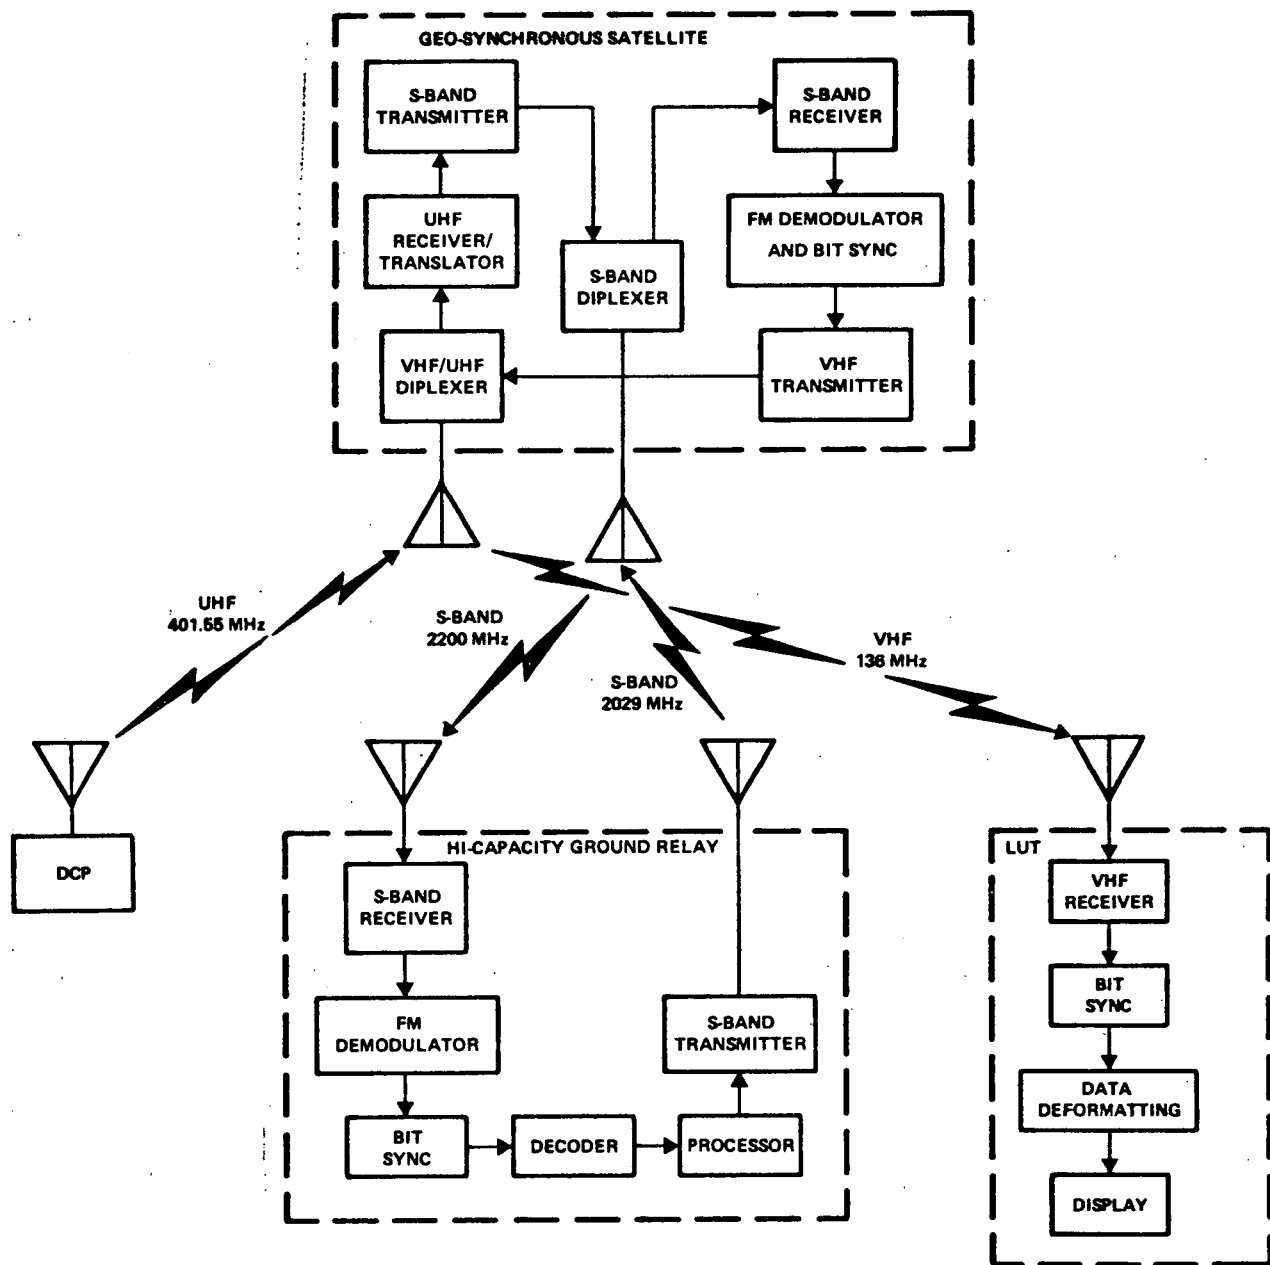 GEO-SYNCHRONOUS SATELLITE
S-BAND
TRANSMITTER
S-BAND
RECEIVER
UHF
RECEIVER/
TRANSLATOR
FM DEMODULATOR
AND BIT SYNC
S-BAND
DIPLEXER
VHF/UHF
DIPLEXER
VHF
TRANSMITTER
UHF
401.55 MHz
S-BAND
2200 MHz
S-BAND
2029 MHz
VHF
136 MHz
DCP
HI-CAPACITY GROUND RELAY
S-BAND
RECEIVER
FM
DEMODULATOR
BIT
SYNC
DECODER
PROCESSOR
S-BAND
TRANSMITTER
LUT
VHF
RECEIVER
BIT
SYNC
DATA
DEFORMATTING
DISPLAY